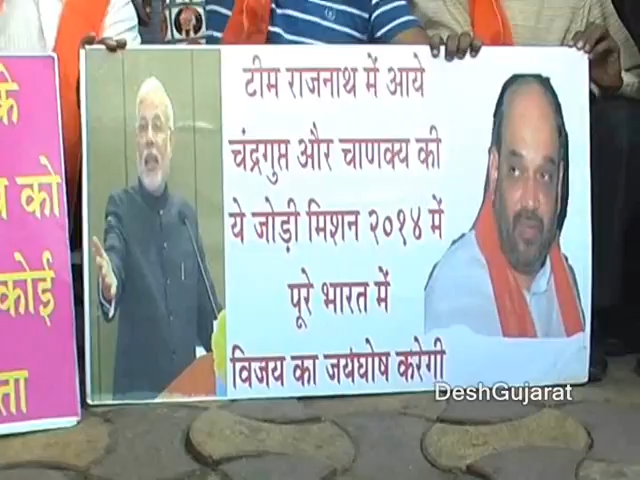 के
को
कोई
ता
टीम राजनाथ में आये
चंद्रगुप्त और चाणक्य की
ये जोड़ी मिशन २०१४ में
पूरे भारत में
विजय का जयघोष करेगी
DeshGujarat